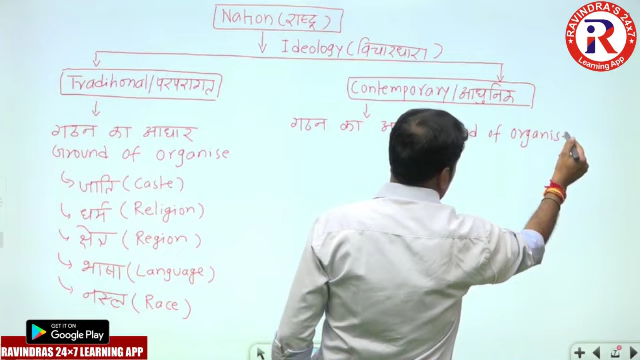 Nation (राष्ट्र)
Ideology (विचारधारा)
Traditional/परंपरागत
Contemporary/आधुनिक
गठन का आधार
Ground of organise
जाति (Caste)
धर्म (Religion)
क्षेत्र (Region)
भाषा (Language)
नस्ल (Race)
गठन का
of organis
RAVINDRA'S 24x7
R
Learning App
GET IT ON
Google Play
RAVINDRAS 24×7 LEARNING APP